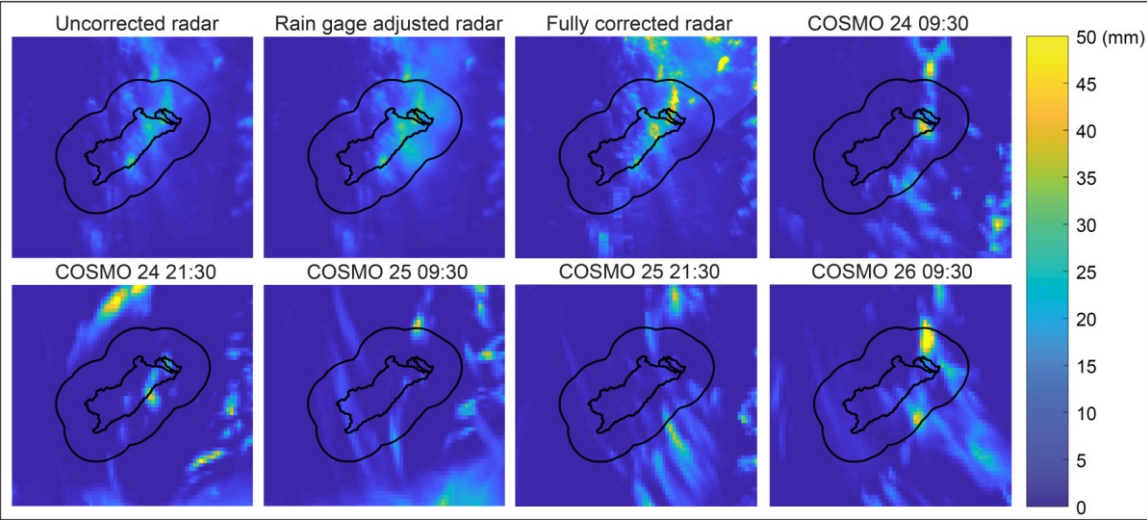 Uncorrected radar
Rain gage adjusted radar
Fully corrected radar
COSMO 24 09:30
50 (mm)
45
40
35
30
25
20
15
10
5
0
COSMO 24 21:30
COSMO 25 09:30
COSMO 25 21:30
COSMO 26 09:30